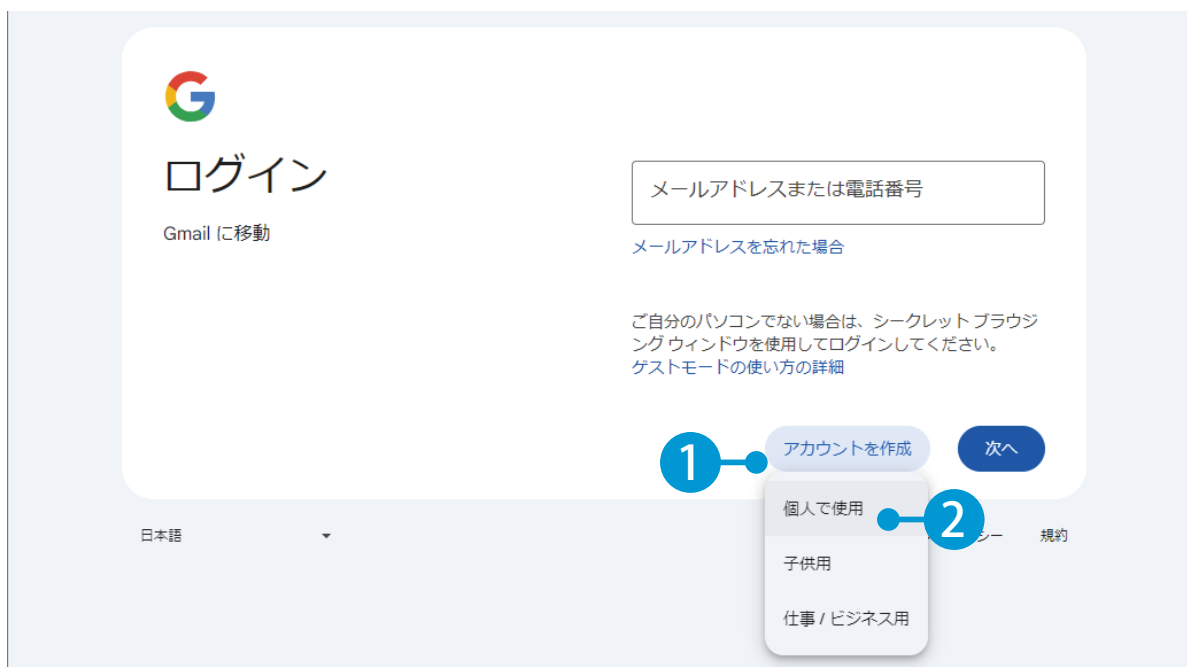 ログイン
Gmail に移動
メールアドレスまたは電話番号
メールアドレスを忘れた場合
ご自分のパソコンでない場合は、シークレット ブラウジ
ング ウィンドウを使用してログインしてください。
ゲストモードの使い方の詳細
1
アカウントを作成
次へ
個人で使用
2
子供用
仕事 / ビジネス用
日本語
シー
規約